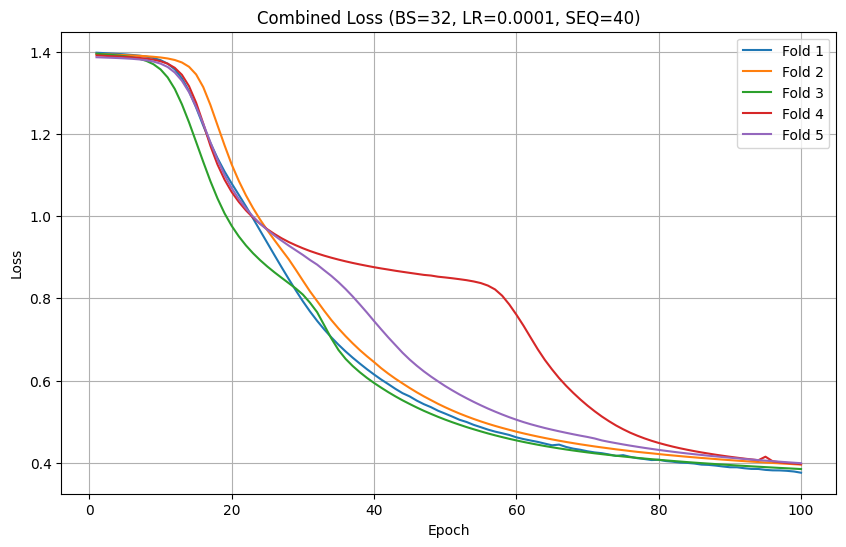 Combined Loss (BS=32, LR=0.0001, SEQ=40)
Fold 1
Fold 2
Fold 3
Fold 4
Fold 5
Loss
1.4
1.2
1.0
0.8
0.6
0.4
0 20 40 60 80 100
Epoch